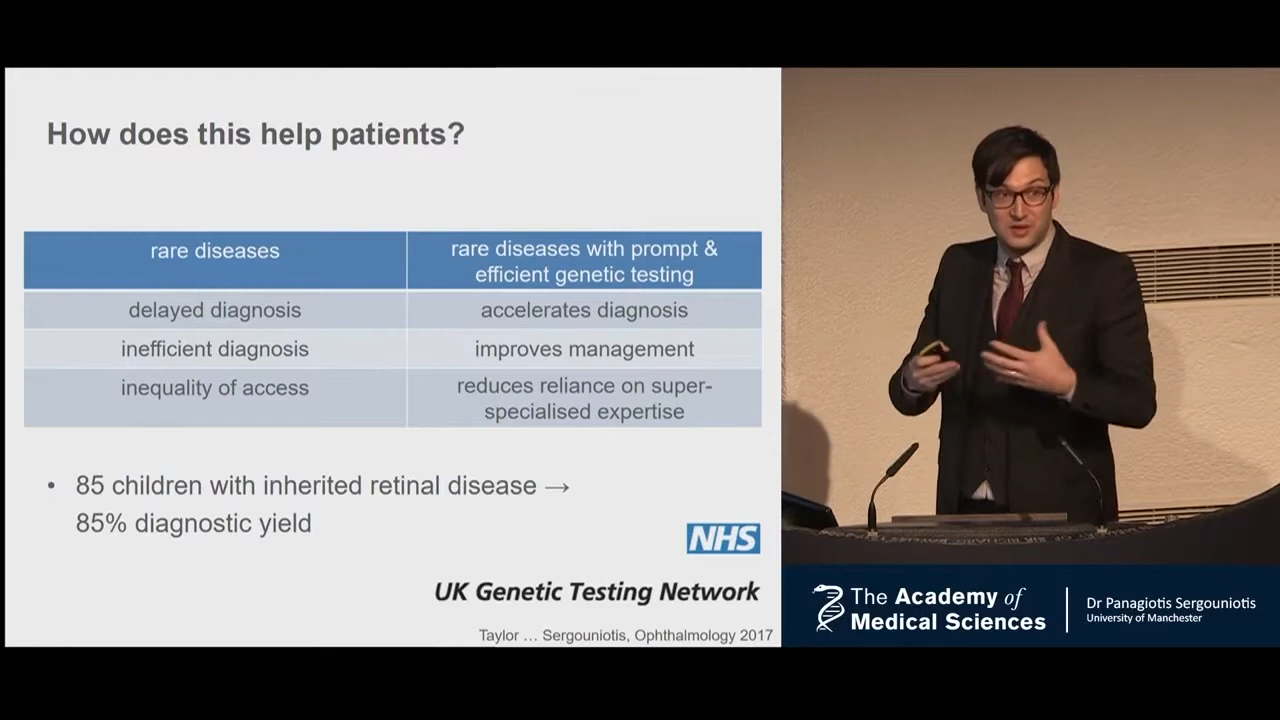 How does this help patients?
rare diseases
rare diseases with prompt &
efficient genetic testing
delayed diagnosis
accelerates diagnosis
inefficient diagnosis
improves management
inequality of access
reduces reliance on super-
specialised expertise
• 85 children with inherited retinal disease →
85% diagnostic yield
NHS
UK Genetic Testing Network
Taylor ... Sergouniotis, Ophthalmology 2017
The Academy of
Medical Sciences
Dr Panagiotis Sergouniotis
University of Manchester